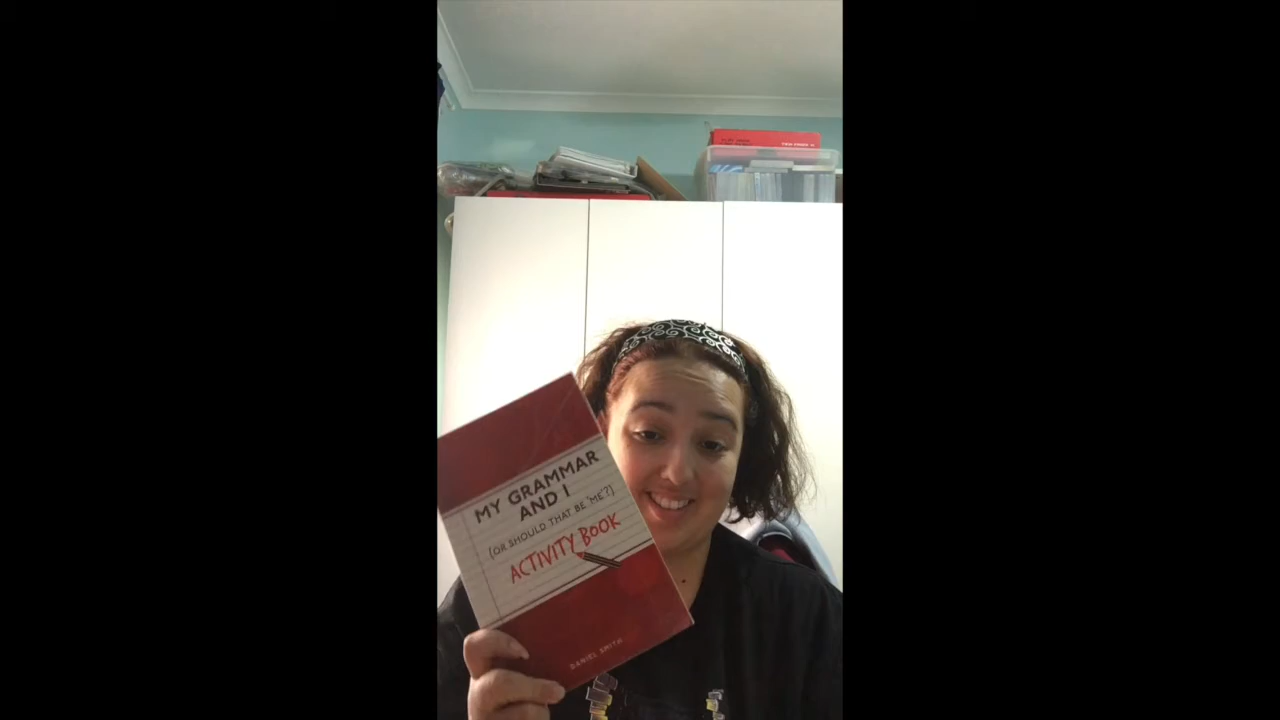 MY GRAMMAR
AND I
(OR SHOULD THAT BE 'ME'?)
ACTIVITY BOOK
DANIEL SMITH